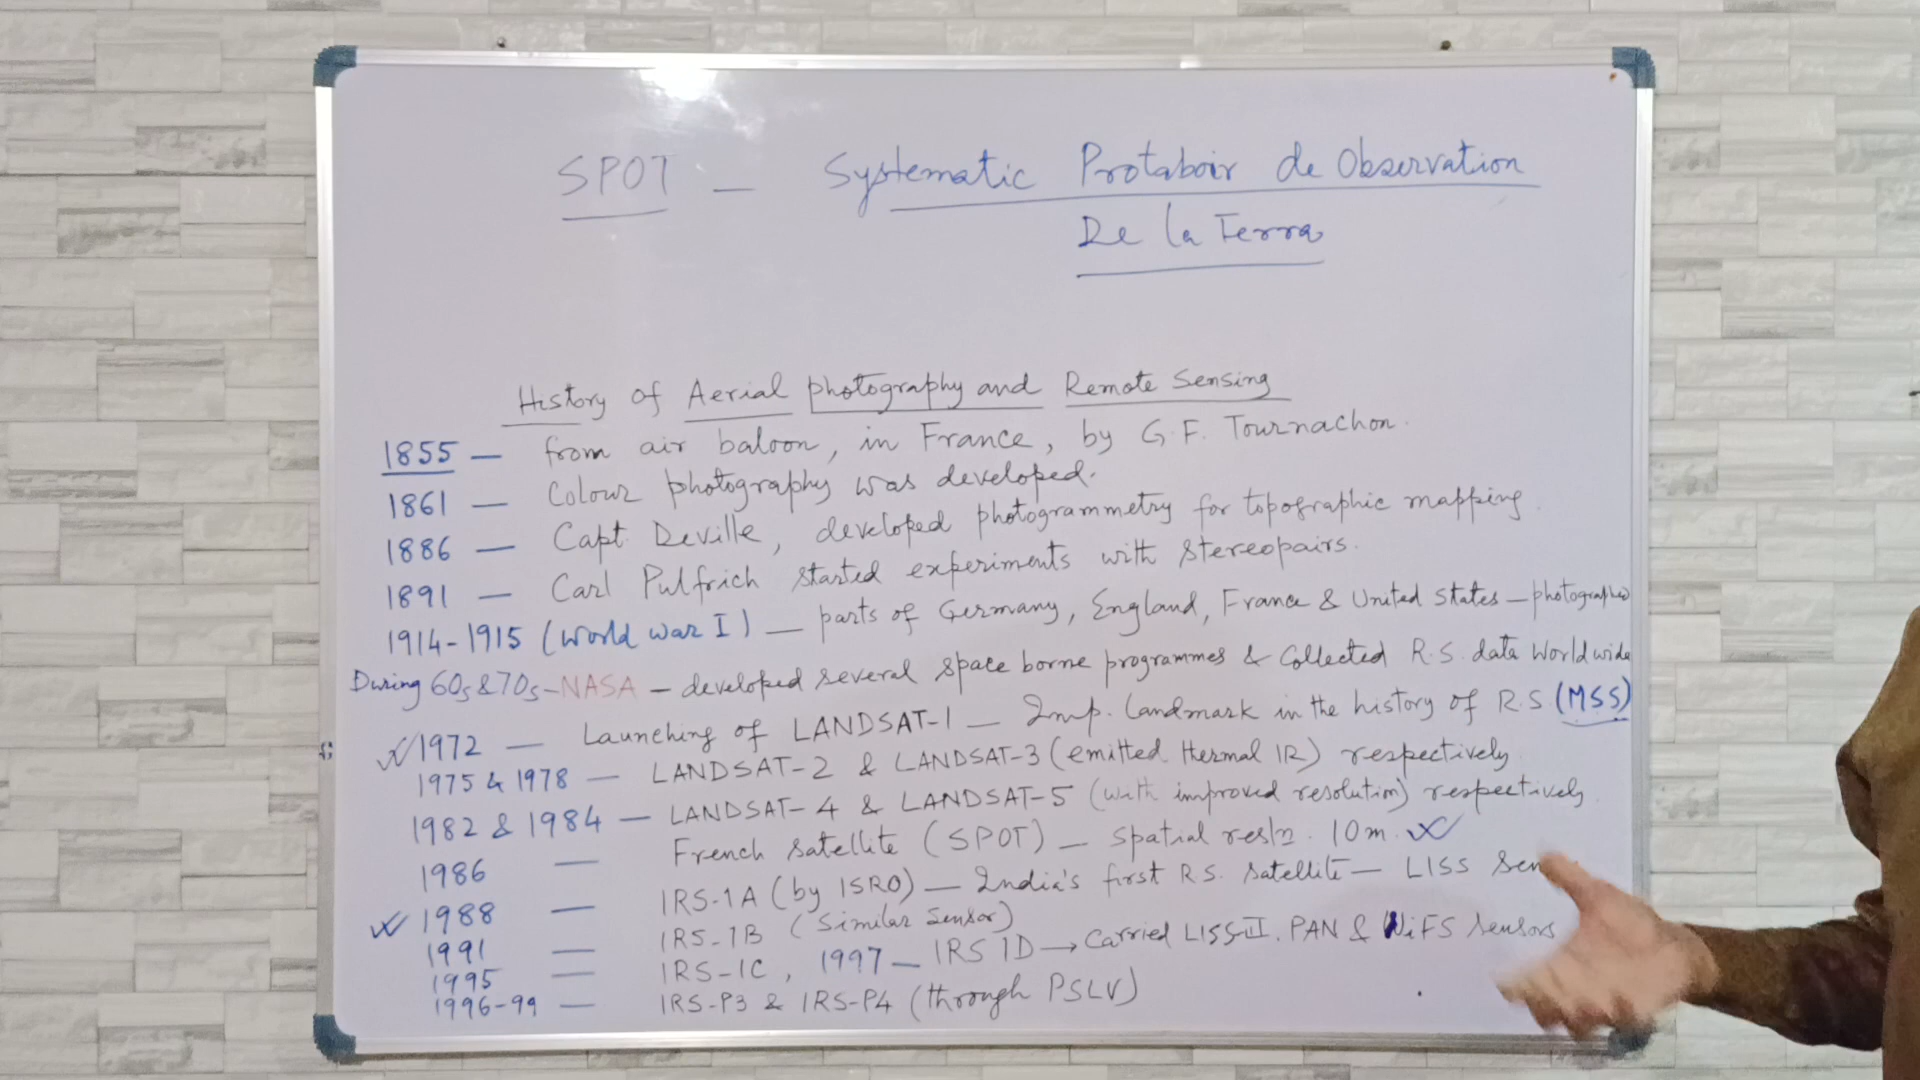 SPOT — Systematic Protaboir de Observation
De la Terra
History of Aerial photography and Remote Sensing
1855 — from air baloon, in France, by G.F. Tournachon.
1861 — Colour photography was developed.
1886 — Capt. Deville, developed photogrammetry for topographic mapping.
1891 — Carl Pulfrich started experiments with stereopairs.
1914-1915 (World War I) — parts of Germany, England, France & United States — photographed
During 60s & 70s - NASA — developed several space borne programmes & Collected R.S. data Worldwide
1972 — Launching of LANDSAT-1 — Imp. landmark in the history of R.S. (MSS)
1975 & 1978 — LANDSAT-2 & LANDSAT-3 (emitted thermal IR) respectively
1982 & 1984 — LANDSAT-4 & LANDSAT-5 (with improved resolution) respectively.
1986 — French satellite (SPOT) — Spatial resln. 10m.
1988 — IRS-1A (by ISRO) — India's first R.S. satellite — LISS Sen
1991 — IRS-1B (Similar Sensor)
1995 — IRS-1C, 1997 — IRS 1D → Carried LISS-II, PAN & WiFS sensors
1996-99 — IRS-P3 & IRS-P4 (through PSLV)